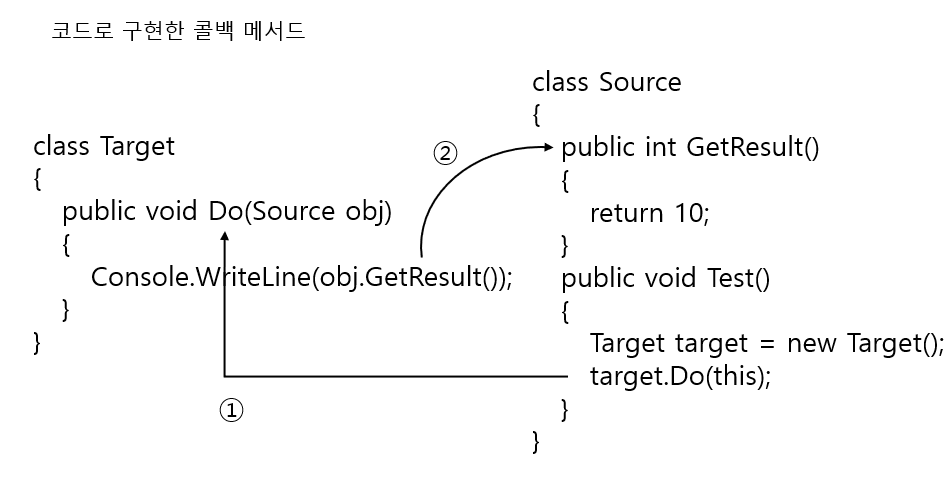 코드로 구현한 콜백 메서드
class Target
{
public void Do(Source obj)
{
Console.WriteLine(obj.GetResult());
}
}
①
②
class Source
{
public int GetResult()
{
return 10;
}
public void Test()
{
Target target = new Target();
target.Do(this);
}
}